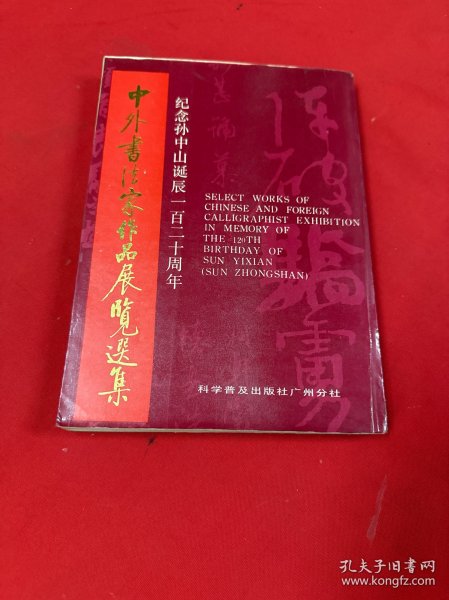 中外书法家作品展览选集
纪念孙中山诞辰一百二十周年
SELECT WORKS OF
CHINESE AND FOREIGN
CALLIGRAPHIST EXHIBITION
IN MEMORY OF
THE 120TH
BIRTHDAY OF
SUN YIXIAN
(SUN ZHONGSHAN)
科学普及出版社广州分社
孔夫子旧书网
www.kongfz.com